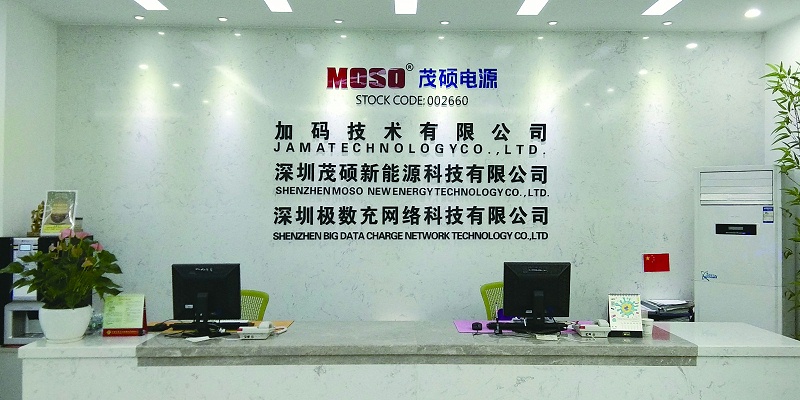 MOSO® 茂硕电源
STOCK CODE: 002660
加码技术有限公司
JAMATECHNOLOGYCO.,LTD.
深圳茂硕新能源科技有限公司
SHENZHEN MOSO NEW ENERGY TECHNOLOGY CO., LTD.
深圳极数充网络科技有限公司
SHENZHEN BIG DATA CHARGE NETWORK TECHNOLOGY CO.,LTD